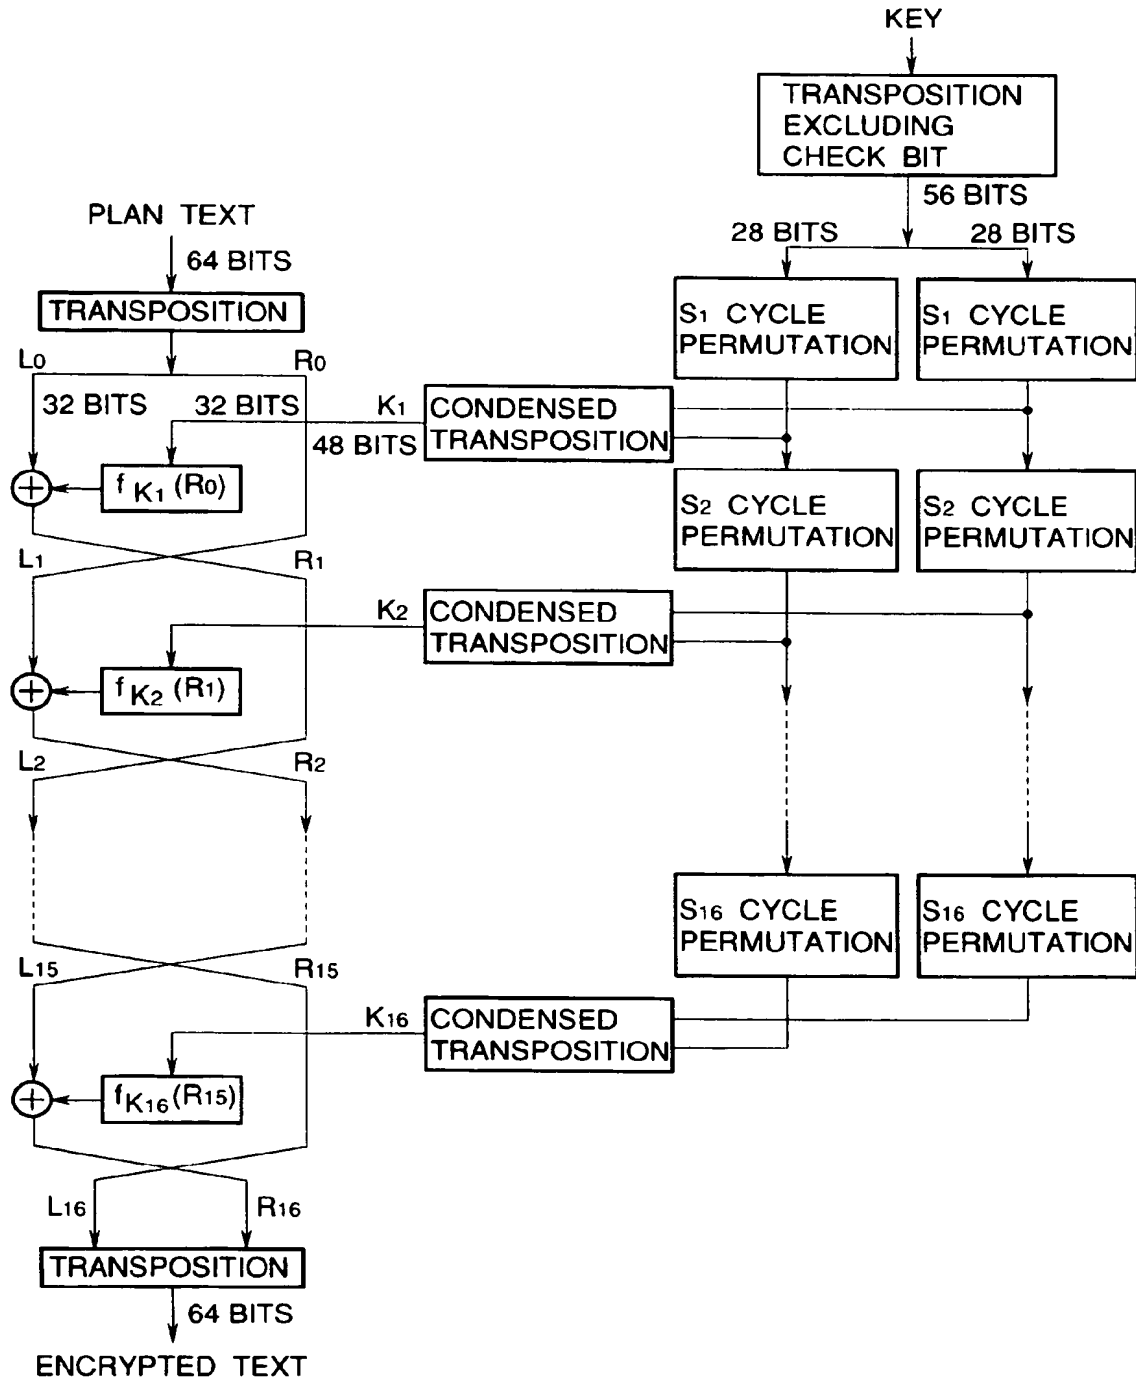 KEY
TRANSPOSITION
EXCLUDING
CHECK BIT
56 BITS
28 BITS
28 BITS
PLAN TEXT
64 BITS
TRANSPOSITION
S1 CYCLE
PERMUTATION
S1 CYCLE
PERMUTATION
L0
R0
32 BITS
32 BITS
K1
48 BITS
CONDENSED
TRANSPOSITION
fK1 (R0)
S2 CYCLE
PERMUTATION
S2 CYCLE
PERMUTATION
L1
R1
K2
CONDENSED
TRANSPOSITION
fK2 (R1)
L2
R2
S16 CYCLE
PERMUTATION
S16 CYCLE
PERMUTATION
L15
R15
K16
CONDENSED
TRANSPOSITION
fK16 (R15)
L16
R16
TRANSPOSITION
64 BITS
ENCRYPTED TEXT